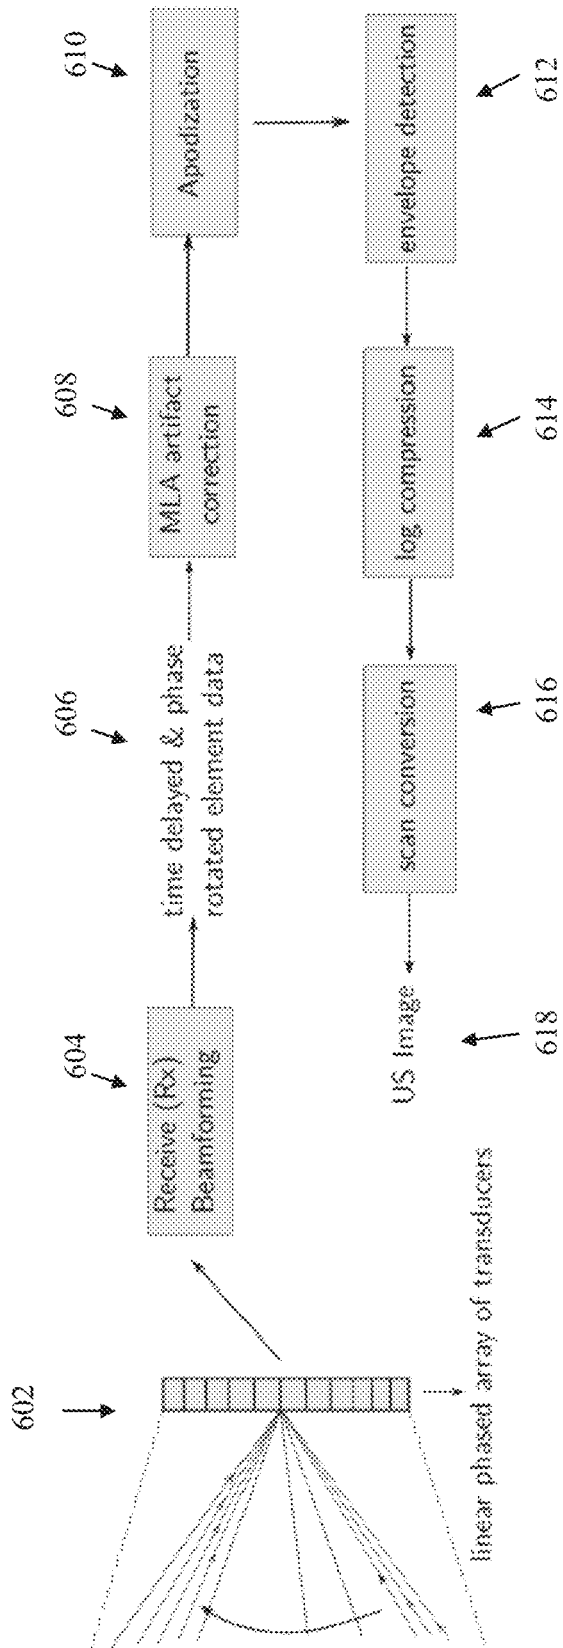 602
linear phased array of transducers
604
Receive (Rx)
Beamforming
606
time delayed & phase
rotated element data
608
MLA artifact
correction
610
Apodization
envelope detection
612
log compression
614
scan conversion
616
US Image
618